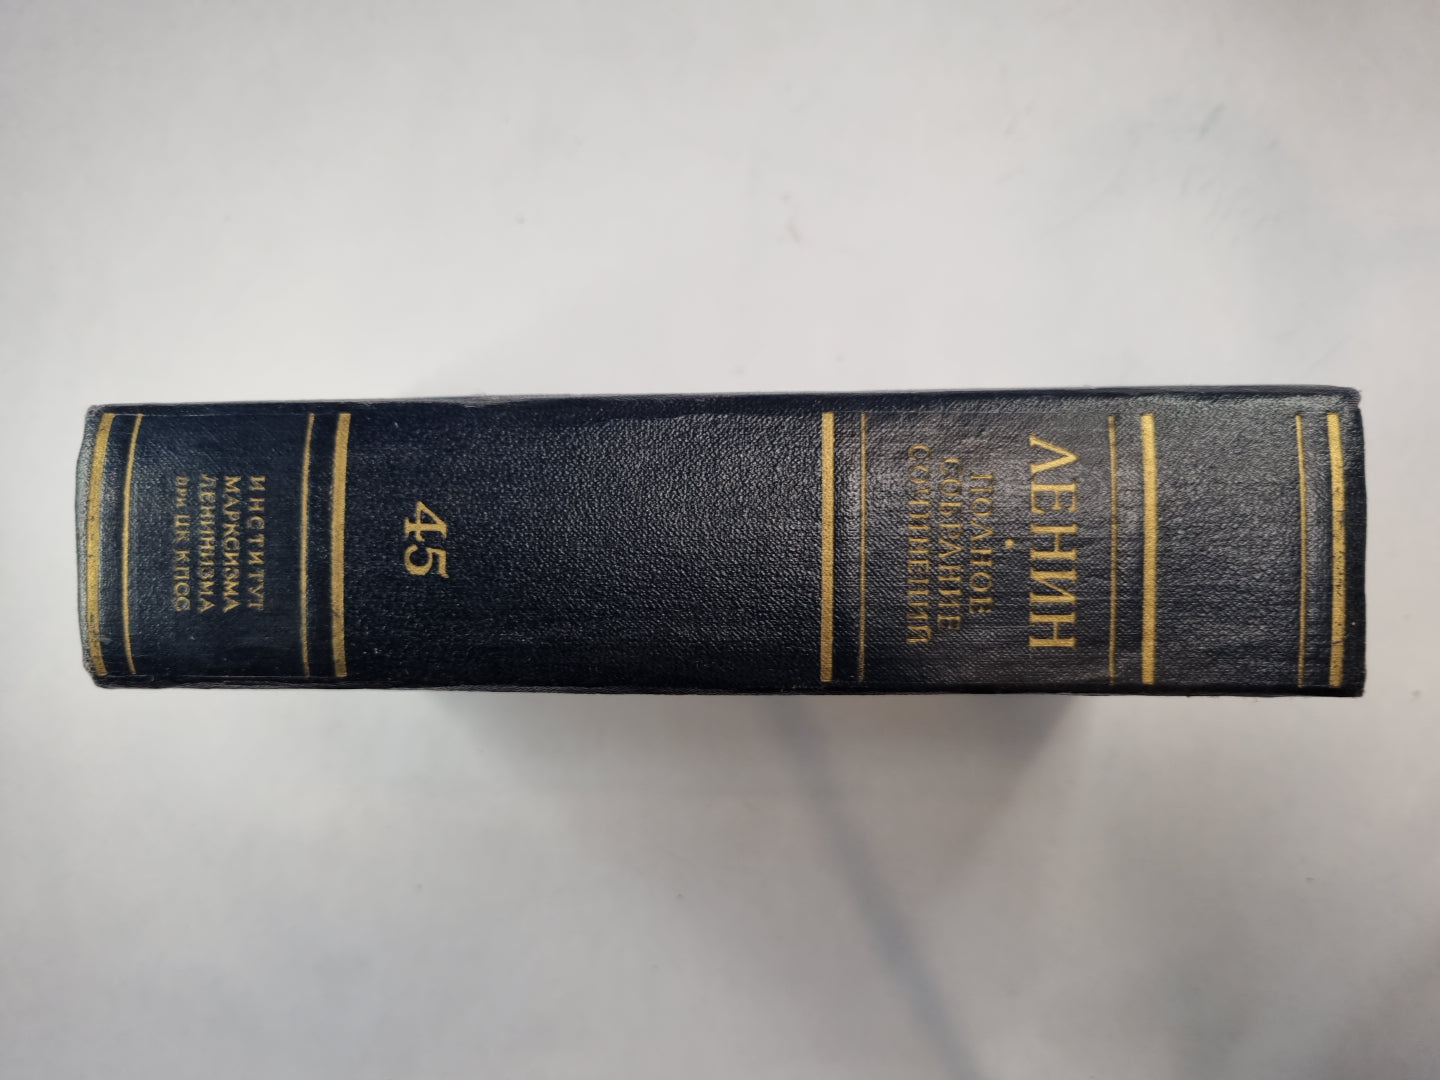 ЛЕНИН
ПОЛНОЕ
СОБРАНИЕ
СОЧИНЕНИЙ
45
ИНСТИТУТ
МАРКСИЗМА
ЛЕНИНИЗМА
при ЦК КПСС